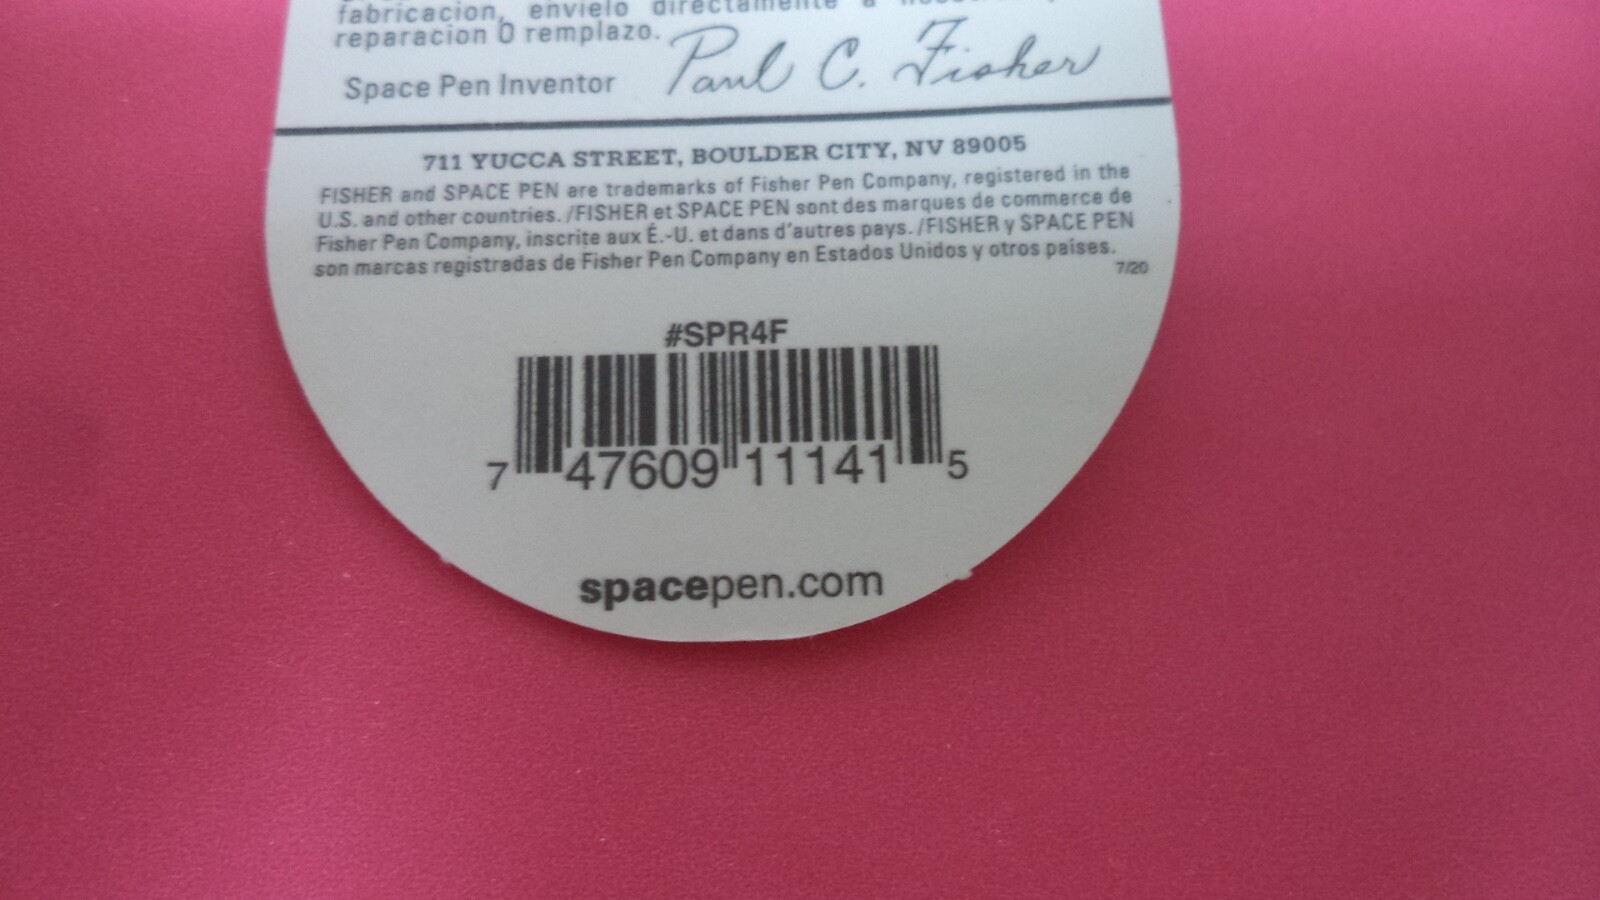 fabricacion, envielo directamente a
reparacion O remplazo.
Space Pen Inventor Paul C. Fisher
711 YUCCA STREET, BOULDER CITY, NV 89005
FISHER and SPACE PEN are trademarks of Fisher Pen Company, registered in the
U.S. and other countries. /FISHER et SPACE PEN sont des marques de commerce de
Fisher Pen Company, inscrite aux É.-U. et dans d'autres pays. /FISHER y SPACE PEN
son marcas registradas de Fisher Pen Company en Estados Unidos y otros países.
7/20
#SPR4F
7 47609 11141 5
spacepen.com